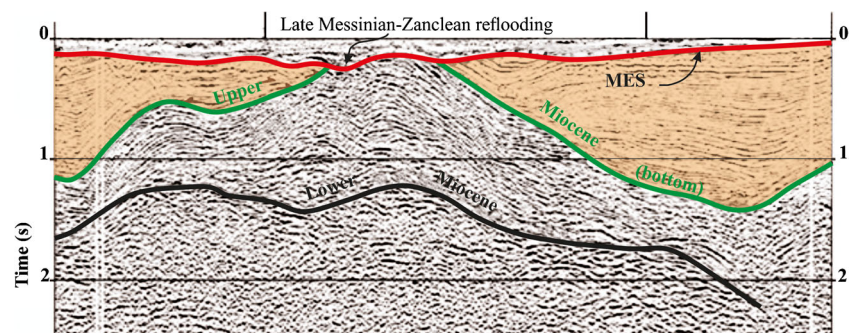 Late Messinian-Zanclean reflooding
0
0
MES
Upper
Miocene
1
1
(bottom)
Lower
Miocene
Time (s)
2
2